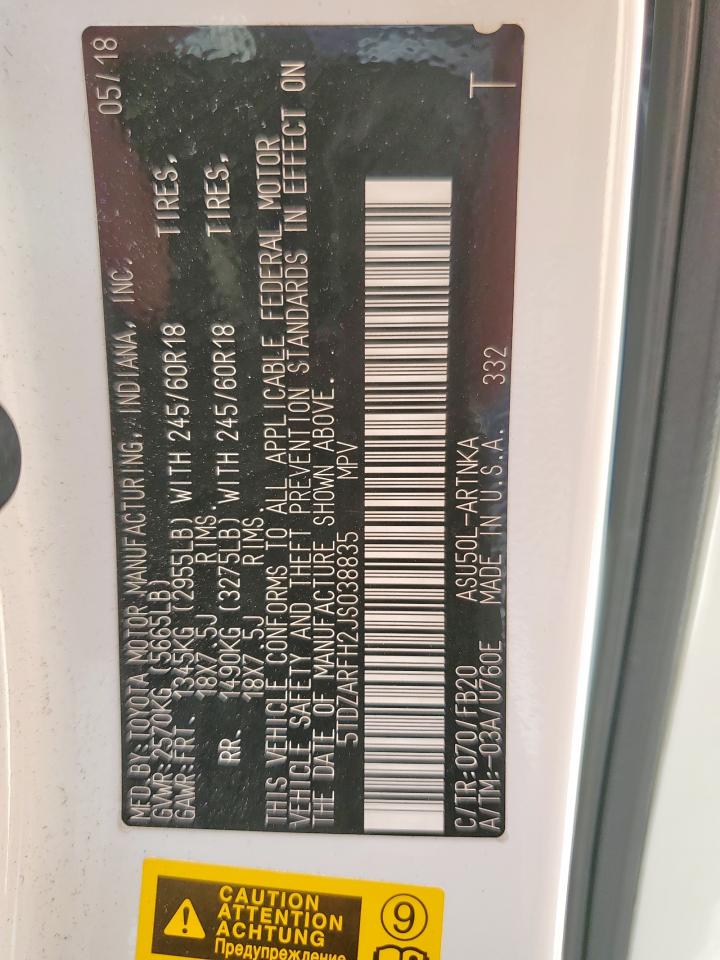 MFD.BY:TOYOTA MOTOR MANUFACTURING, INDIANA, INC. 05/18
GVWR:2570KG (5665LB)
GAWR:FRT. 1345KG (2955LB) WITH 245/60R18 TIRES,
18X7.5J RIMS.
RR. 1490KG (3275LB) WITH 245/60R18 TIRES,
18X7.5J RIMS.
THIS VEHICLE CONFORMS TO ALL APPLICABLE FEDERAL MOTOR
VEHICLE SAFETY AND THEFT PREVENTION STANDARDS IN EFFECT ON
THE DATE OF MANUFACTURE SHOWN ABOVE.
5TDZARFH2JS038835 MPV
C/TR:070/FB20 ASU50L-ARTNKA
A/TM:-03A/U760E MADE IN U.S.A. 332 T
CAUTION
ATTENTION
ACHTUNG
Предупреждение
9